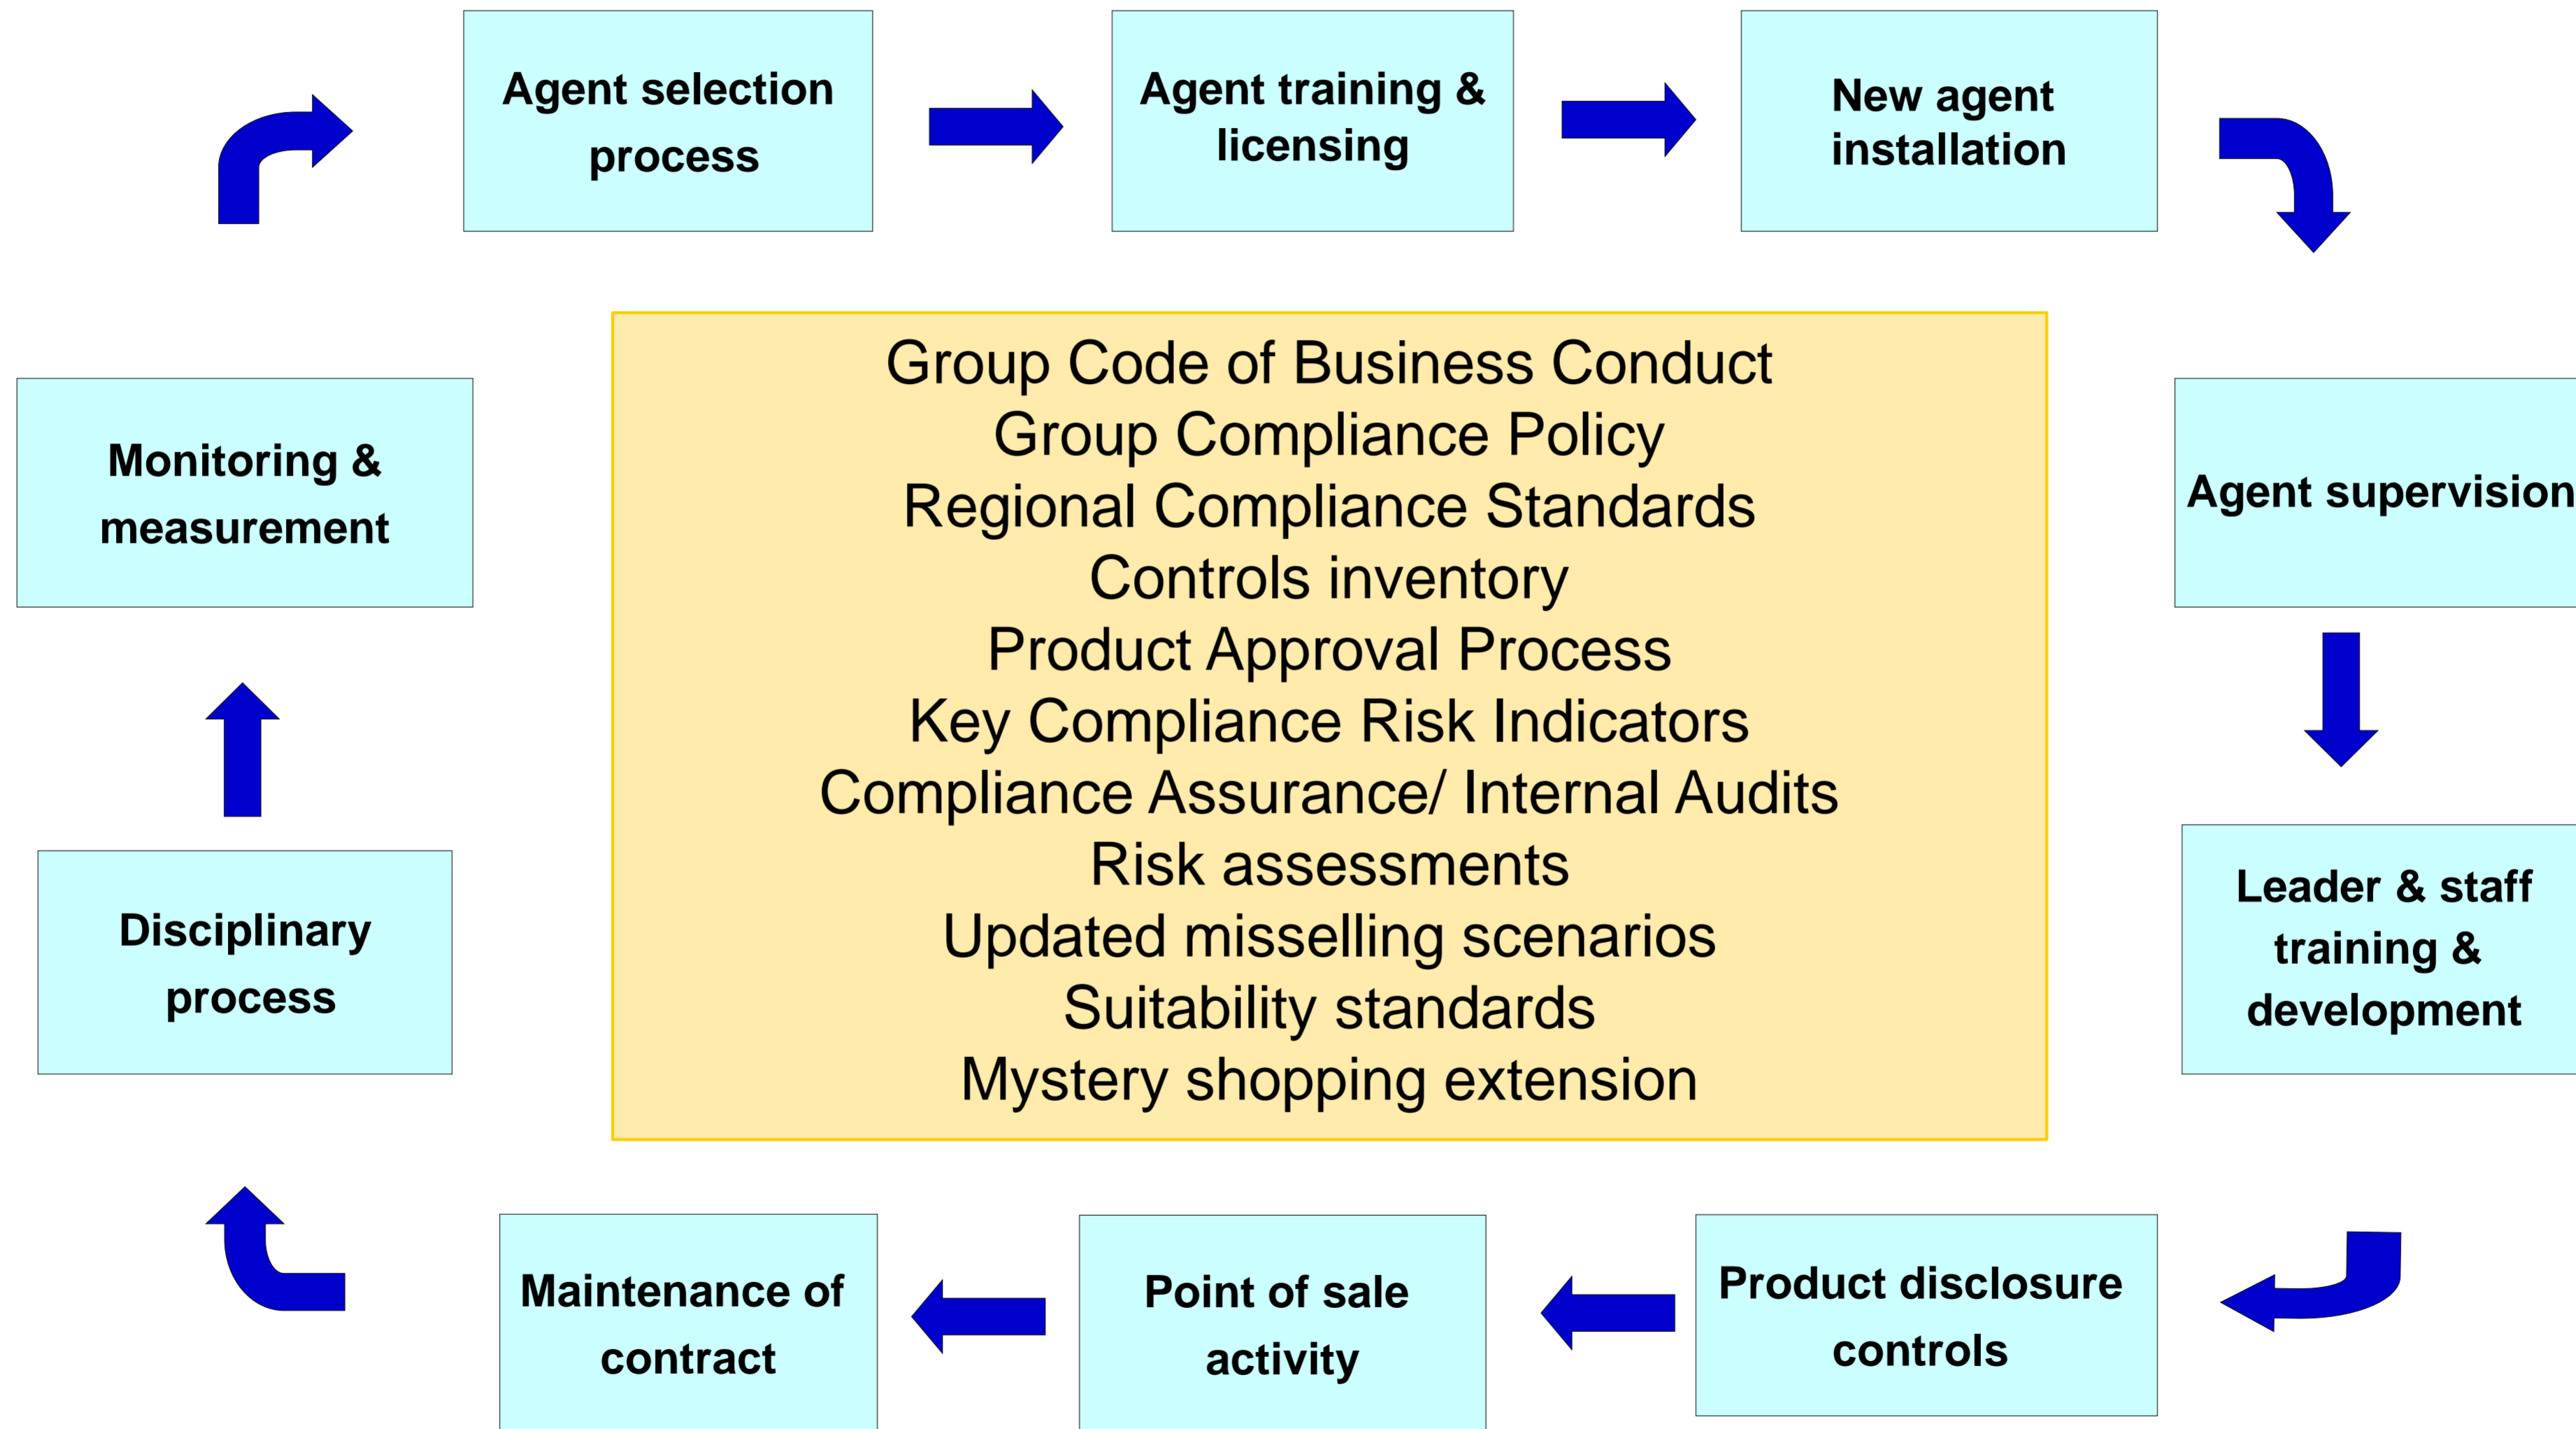 Agent selection
process
Agent training &
licensing
New agent
installation
Agent supervision
Leader & staff
training &
development
Product disclosure
controls
Point of sale
activity
Maintenance of
contract
Disciplinary
process
Monitoring &
measurement
Group Code of Business Conduct
Group Compliance Policy
Regional Compliance Standards
Controls inventory
Product Approval Process
Key Compliance Risk Indicators
Compliance Assurance/ Internal Audits
Risk assessments
Updated misselling scenarios
Suitability standards
Mystery shopping extension